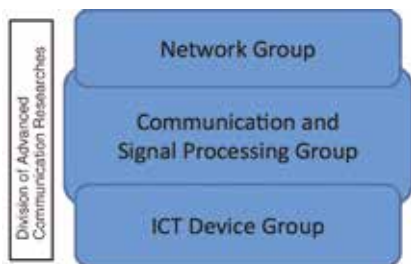 Division of Advanced
Communication Researches
Network Group
Communication and
Signal Processing Group
ICT Device Group